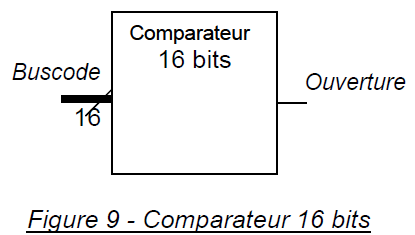 Comparateur
16 bits
Buscode
16
Ouverture
Figure 9 - Comparateur 16 bits